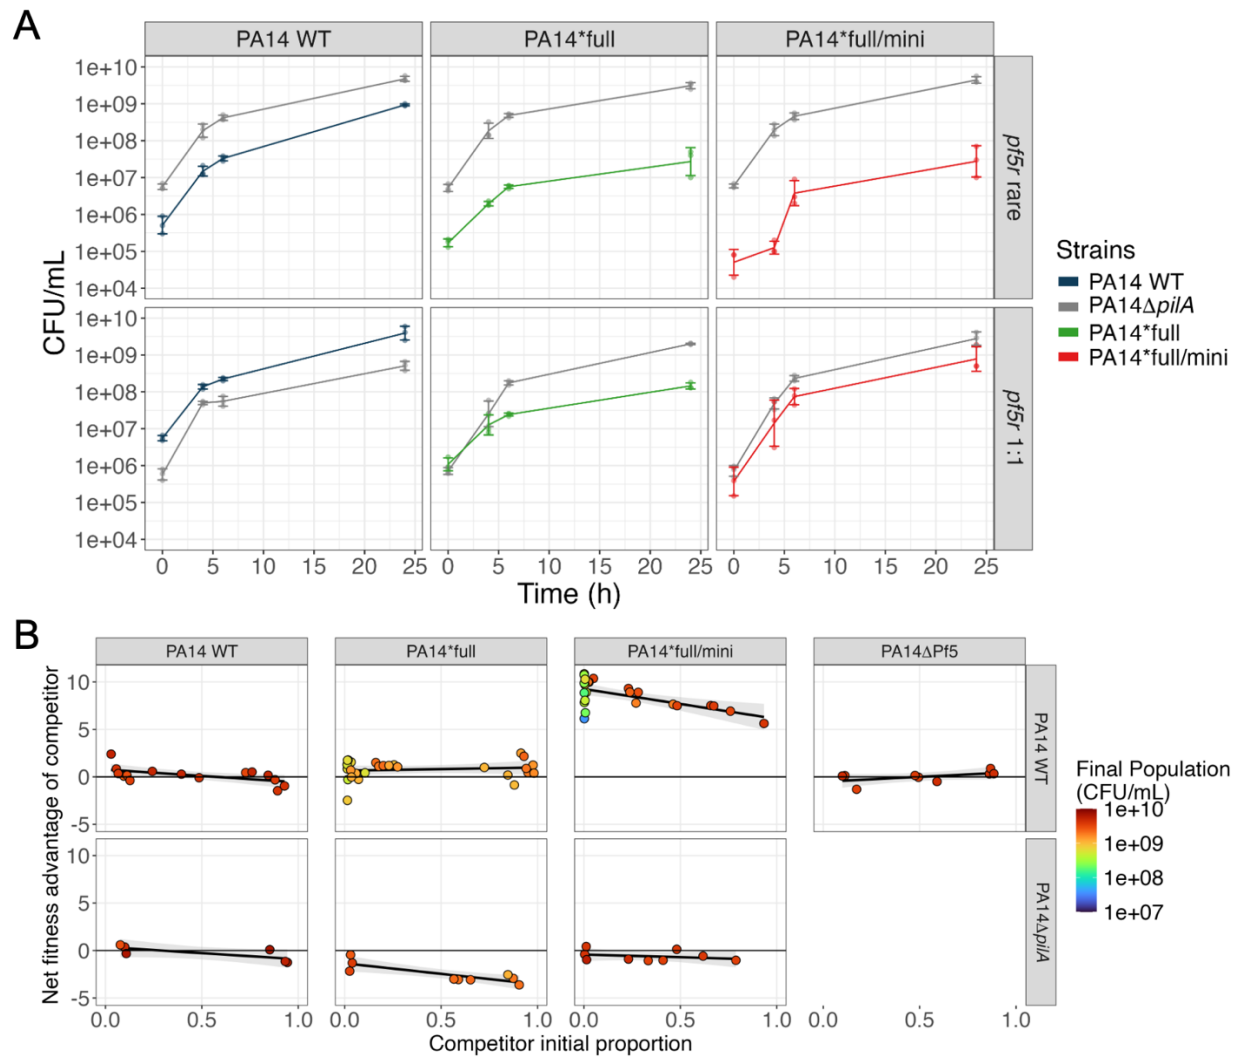 A
PA14 WT
PA14*full
PA14*full/mini
1e+10
1e+09
1e+08
1e+07
1e+06
1e+05
1e+04
pf5r rare
1e+10
1e+09
1e+08
1e+07
1e+06
1e+05
1e+04
pf5r 1:1
CFU/mL
0 5 10 15 20 25
0 5 10 15 20 25
0 5 10 15 20 25
Time (h)
Strains
PA14 WT
PA14ΔpilA
PA14*full
PA14*full/mini
B
PA14 WT
PA14*full
PA14*full/mini
PA14ΔPf5
10
5
0
-5
PA14 WT
10
5
0
-5
PA14ΔpilA
Net fitness advantage of competitor
0.0 0.5 1.0
0.0 0.5 1.0
0.0 0.5 1.0
0.0 0.5 1.0
Competitor initial proportion
Final Population
(CFU/mL)
1e+10
1e+09
1e+08
1e+07